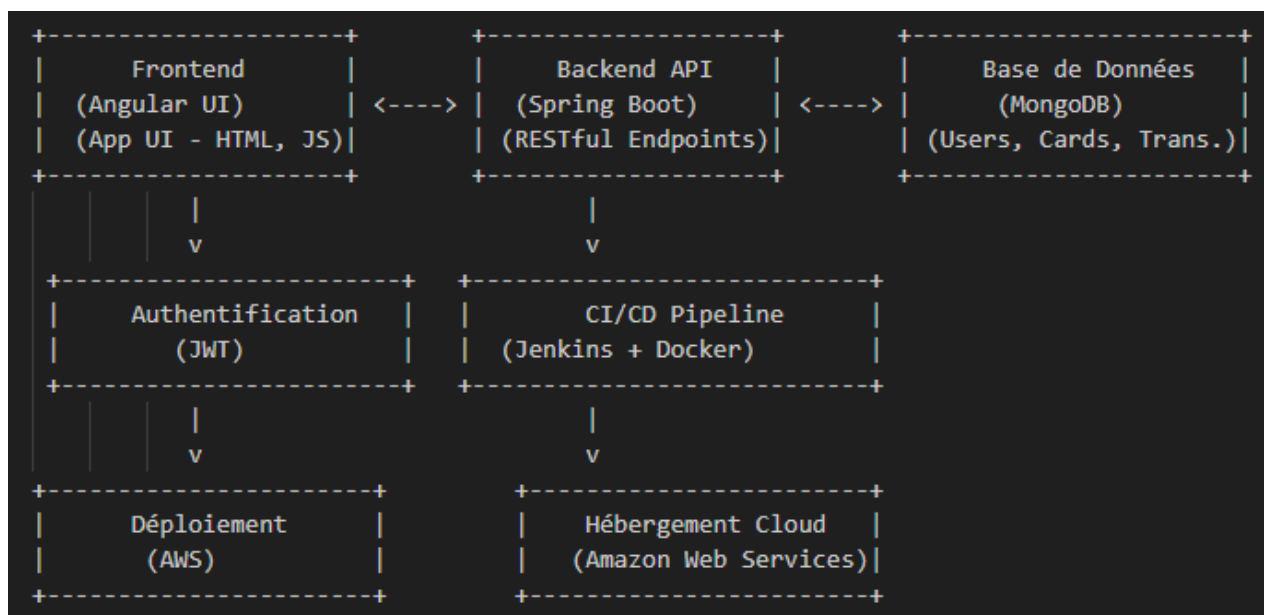 +---------------------+        +--------------------+        +-----------------------+
|      Frontend       |        |     Backend API    |        |     Base de Données   |
|  (Angular UI)       | <----> |  (Spring Boot)     | <----> |      (MongoDB)        |
|  (App UI - HTML, JS)|        | (RESTful Endpoints)|        | (Users, Cards, Trans.)|
+---------------------+        +--------------------+        +-----------------------+
           |                           |
           v                           v
 +------------------------+   +----------------------------+
 |     Authentification   |   |        CI/CD Pipeline      |
 |        (JWT)           |   |  (Jenkins + Docker)        |
 +------------------------+   +----------------------------+
           |                           |
           v                           v
+-----------------------+         +------------------------+
|      Déploiement      |         |    Hébergement Cloud   |
|       (AWS)           |         |   (Amazon Web Services)|
+-----------------------+         +------------------------+